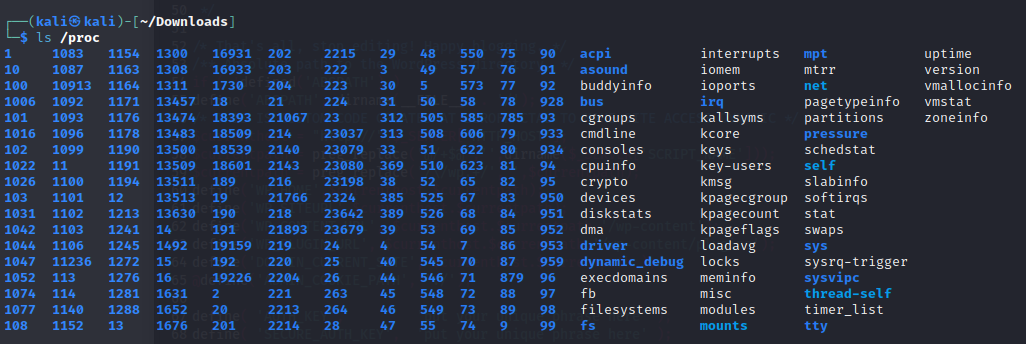 ┌──(kali㉿kali)-[~/Downloads]
└─$ ls /proc
1 1083 1154 1300 16931 202 2215 29 48 550 75 90 acpi interrupts mpt uptime
10 1087 1163 1308 16933 203 222 3 49 57 76 91 asound iomem mtrr version
100 10913 1164 1311 1730 204 223 30 5 573 77 92 buddyinfo ioports net vmallocinfo
1006 1092 1171 13457 18 21 224 31 50 58 78 928 bus irq pagetypeinfo vmstat
101 1093 1176 13474 18393 21067 23 312 505 585 785 93 cgroups kallsyms partitions zoneinfo
1016 1096 1178 13483 18509 214 23037 313 508 606 79 933 cmdline kcore pressure
102 1099 1190 13500 18539 2140 23079 33 51 622 80 934 consoles keys schedstat
1022 11 1191 13509 18601 2143 23080 369 510 623 81 94 cpuinfo key-users self
1026 1100 1194 13511 189 216 23198 38 52 65 82 95 crypto kmsg slabinfo
103 1101 12 13513 19 21766 2324 385 525 67 83 950 devices kpagecgroup softirqs
1031 1102 1213 13630 190 218 23642 389 526 68 84 951 diskstats kpagecount stat
1042 1103 1241 14 191 21893 23679 39 53 69 85 952 dma kpageflags swaps
1044 1106 1245 1492 19159 219 24 4 54 7 86 953 driver loadavg sys
1047 11236 1272 15 192 220 25 40 545 70 87 959 dynamic_debug locks sysrq-trigger
1052 113 1276 16 19226 2204 26 44 546 71 879 96 execdomains meminfo sysvipc
1074 114 1281 1631 2 221 263 45 548 72 88 97 fb misc thread-self
1077 1140 1288 1652 20 2213 264 46 549 73 89 98 filesystems modules timer_list
108 1152 13 1676 201 2214 28 47 55 74 9 99 fs mounts tty